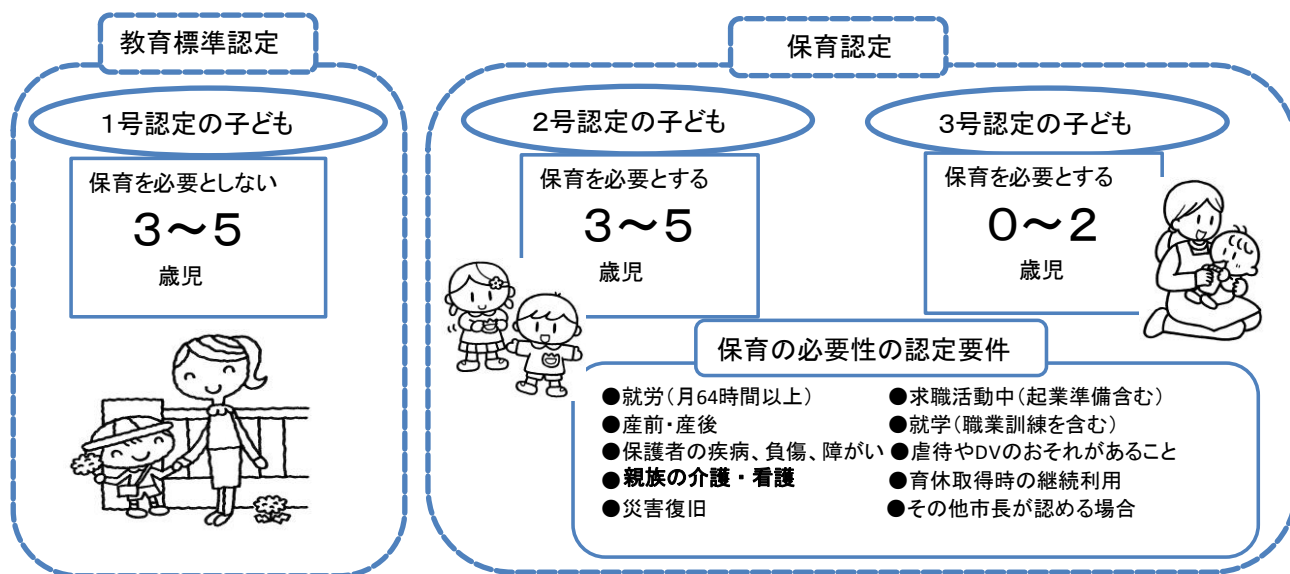 教育標準認定
1号認定の子ども
保育を必要としない
3～5
歳児
保育認定
2号認定の子ども
保育を必要とする
3～5
歳児
3号認定の子ども
保育を必要とする
0～2
歳児
保育の必要性の認定要件
●就労(月64時間以上)
●産前・産後
●保護者の疾病、負傷、障がい
●親族の介護・看護
●災害復旧
●求職活動中(起業準備含む)
●就学(職業訓練を含む)
●虐待やDVのおそれがあること
●育休取得時の継続利用
●その他市長が認める場合